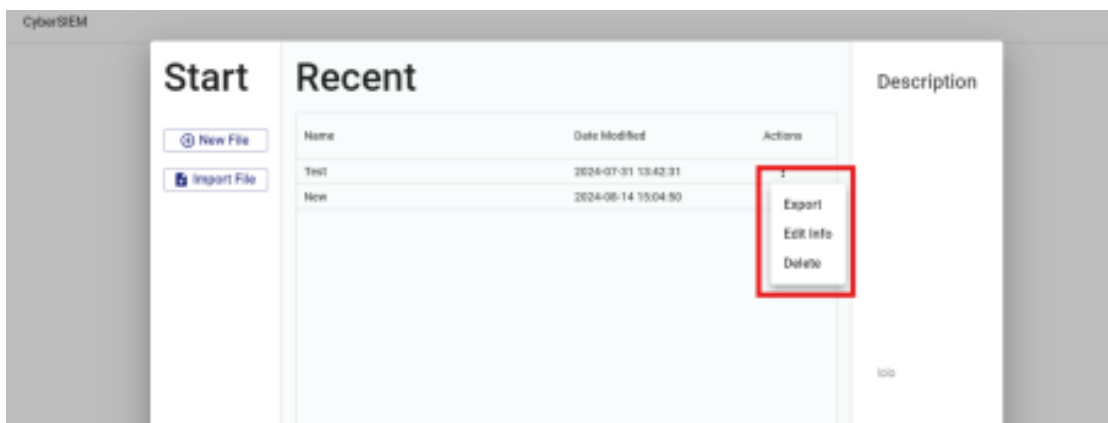 CyberSIEM
Start
New File
Import File
Recent
Name Date Modified Actions
Test 2024-07-31 13:42:31
New 2024-08-14 15:04:50
Export
Edit Info
Delete
Description